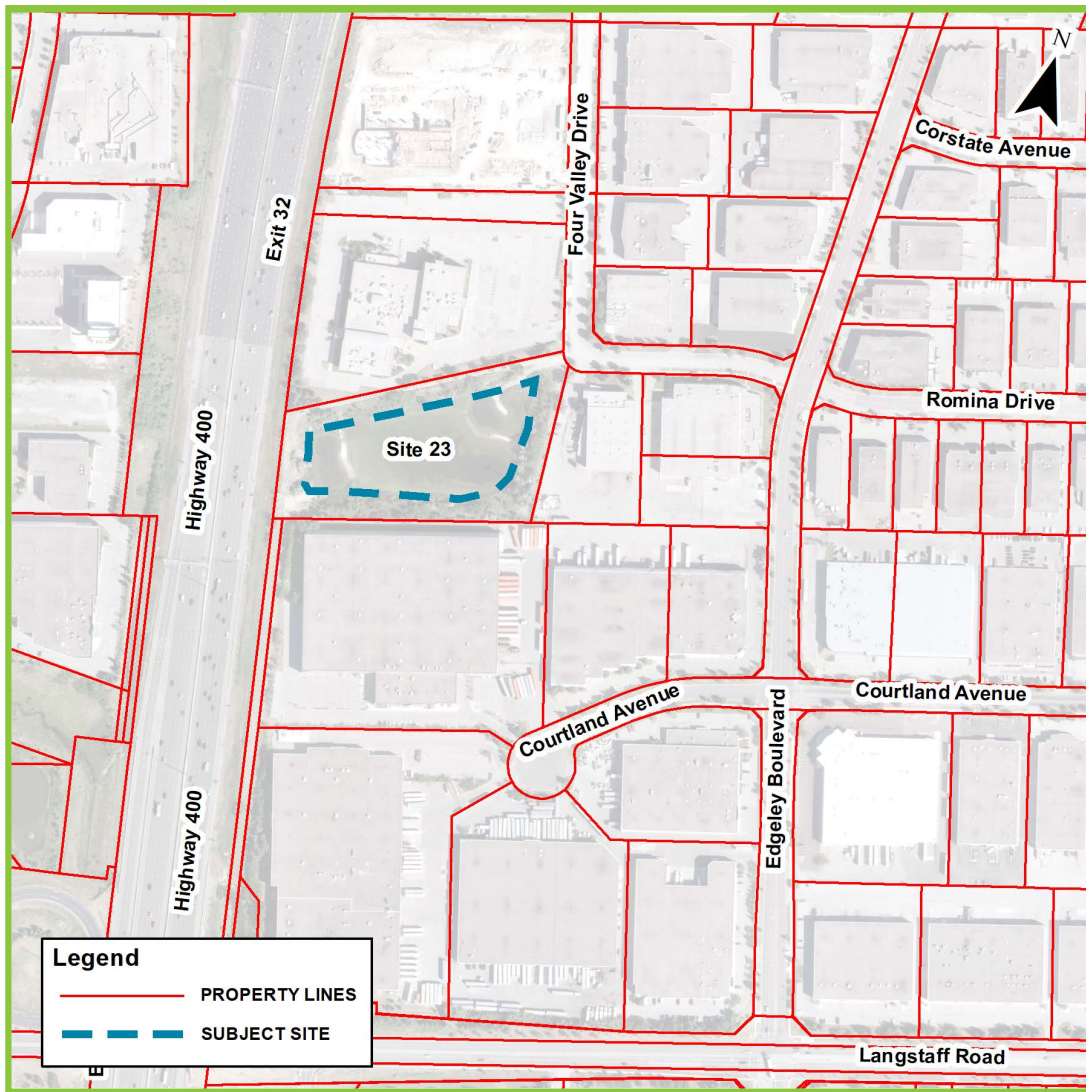 N
Corstate Avenue
Four Valley Drive
Exit 32
Romina Drive
Highway 400
Site 23
Courtland Avenue
Courtland Avenue
Edgeley Boulevard
Highway 400
Legend
PROPERTY LINES
SUBJECT SITE
Langstaff Road